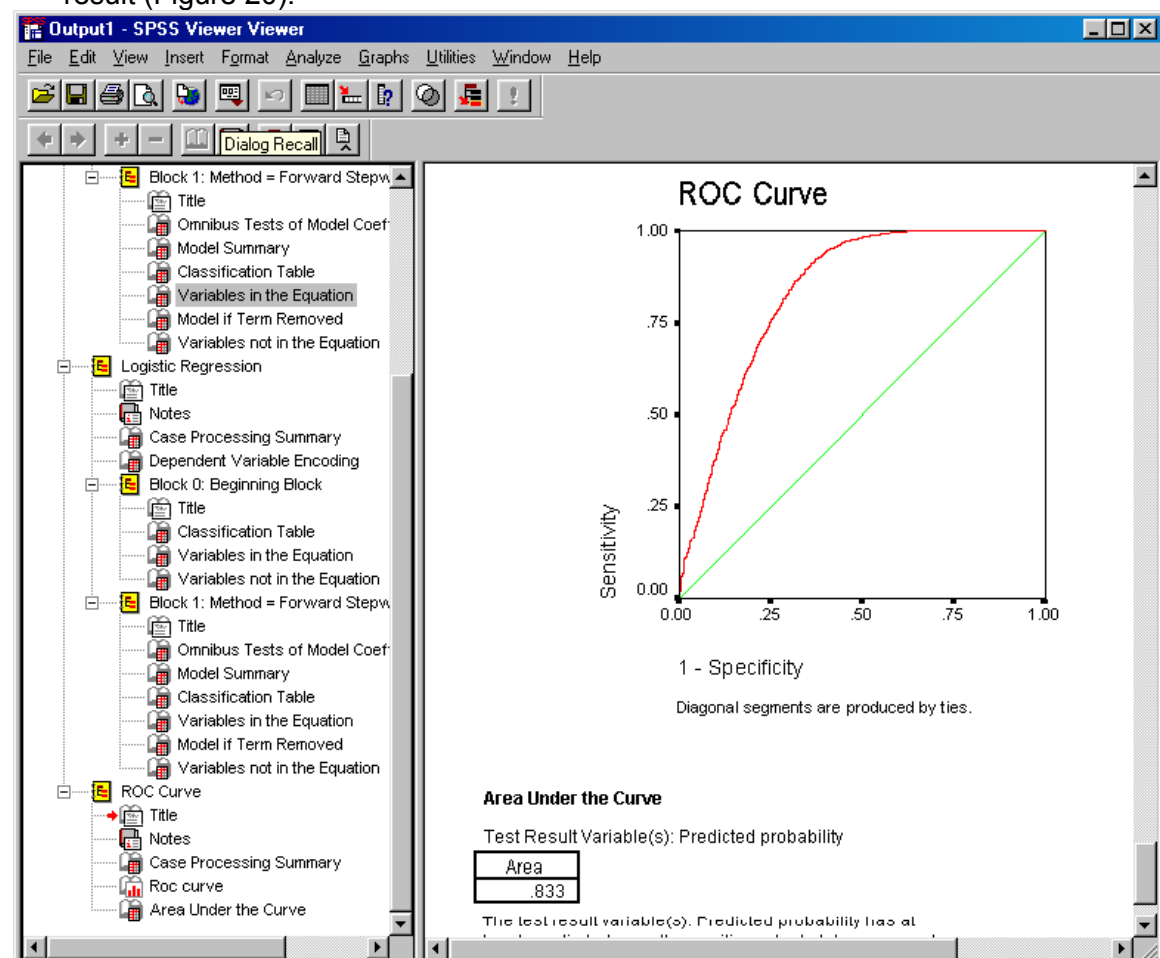 result (Figure 20).
Output1 - SPSS Viewer Viewer
File Edit View Insert Format Analyze Graphs Utilities Window Help
Dialog Recall
Block 1: Method = Forward Stepw
Title
Omnibus Tests of Model Coef
Model Summary
Classification Table
Variables in the Equation
Model if Term Removed
Variables not in the Equation
Logistic Regression
Title
Notes
Case Processing Summary
Dependent Variable Encoding
Block 0: Beginning Block
Title
Classification Table
Variables in the Equation
Variables not in the Equation
Block 1: Method = Forward Stepw
Title
Omnibus Tests of Model Coef
Model Summary
Classification Table
Variables in the Equation
Model if Term Removed
Variables not in the Equation
ROC Curve
Title
Notes
Case Processing Summary
Roc curve
Area Under the Curve
ROC Curve
1.00
.75
.50
.25
0.00
Sensitivity
0.00 .25 .50 .75 1.00
1 - Specificity
Diagonal segments are produced by ties.
Area Under the Curve
Test Result Variable(s): Predicted probability
Area
.833
The test result variable(s): Predicted probability has at